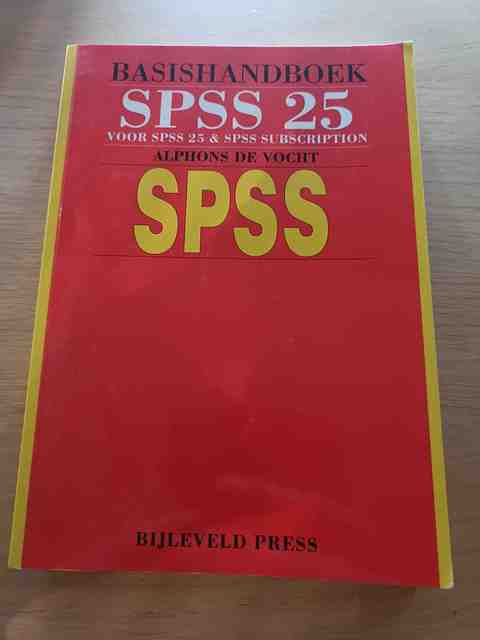 BASISHANDBOEK
SPSS 25
VOOR SPSS 25 & SPSS SUBSCRIPTION
ALPHONS DE VOCHT
SPSS
BIJLEVELD PRESS